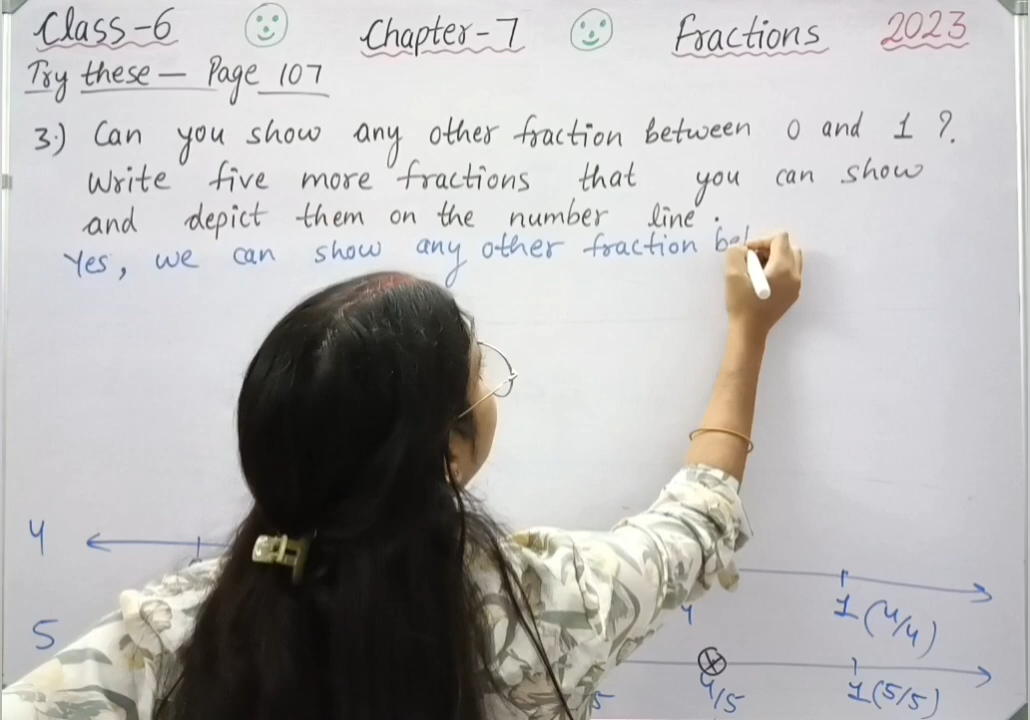 Class-6 Chapter-7 Fractions 2023
Try these — Page 107
3.) Can you show any other fraction between 0 and 1 ?.
Write five more fractions that you can show
and depict them on the number line.
Yes, we can show any other fraction
4
4
1 (4/4)
5
5
4/5
1 (5/5)